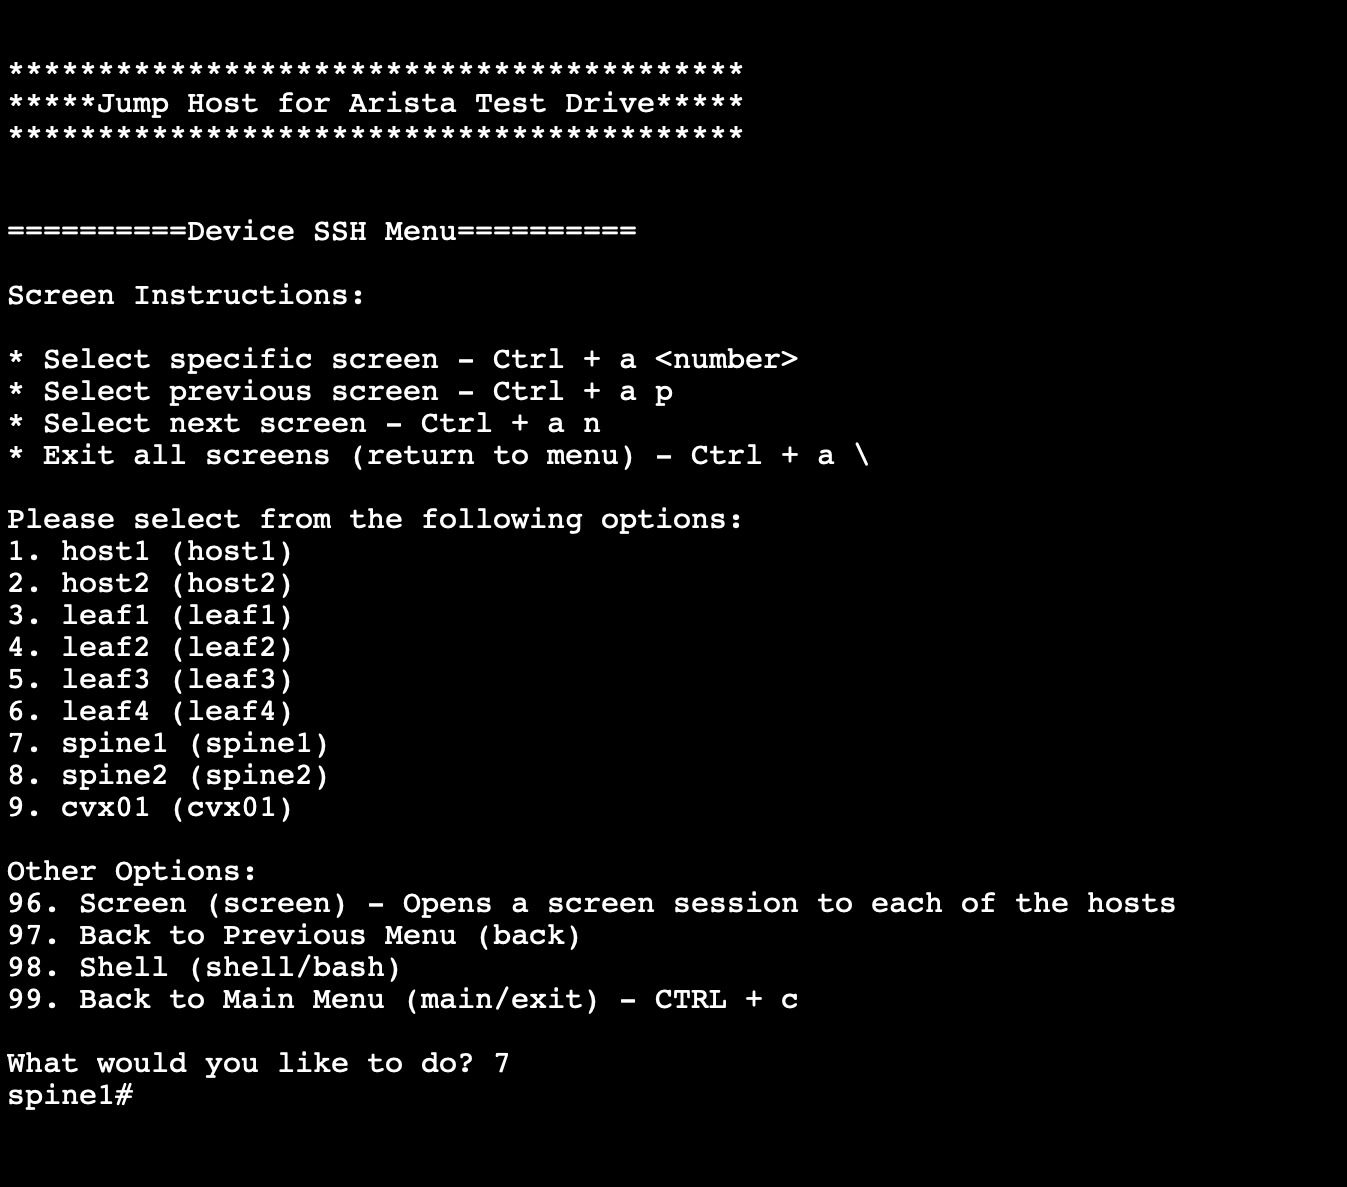 *****************************************
*****Jump Host for Arista Test Drive*****
*****************************************
==========Device SSH Menu==========
Screen Instructions:
* Select specific screen - Ctrl + a <number>
* Select previous screen - Ctrl + a p
* Select next screen - Ctrl + a n
* Exit all screens (return to menu) - Ctrl + a \
Please select from the following options:
1. host1 (host1)
2. host2 (host2)
3. leaf1 (leaf1)
4. leaf2 (leaf2)
5. leaf3 (leaf3)
6. leaf4 (leaf4)
7. spine1 (spine1)
8. spine2 (spine2)
9. cvx01 (cvx01)
Other Options:
96. Screen (screen) - Opens a screen session to each of the hosts
97. Back to Previous Menu (back)
98. Shell (shell/bash)
99. Back to Main Menu (main/exit) - CTRL + c
What would you like to do? 7
spine1#